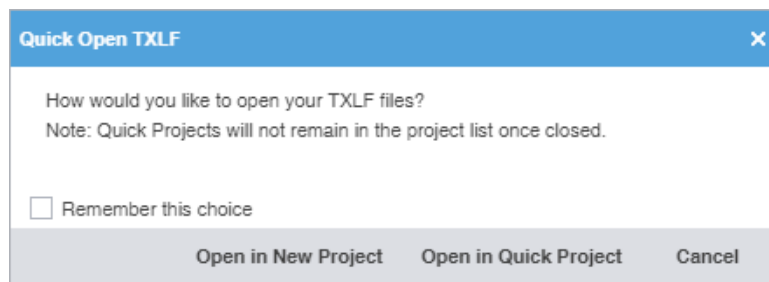 Quick Open TXLF
How would you like to open your TXLF files?
Note: Quick Projects will not remain in the project list once closed.
Remember this choice
Open in New Project Open in Quick Project Cancel